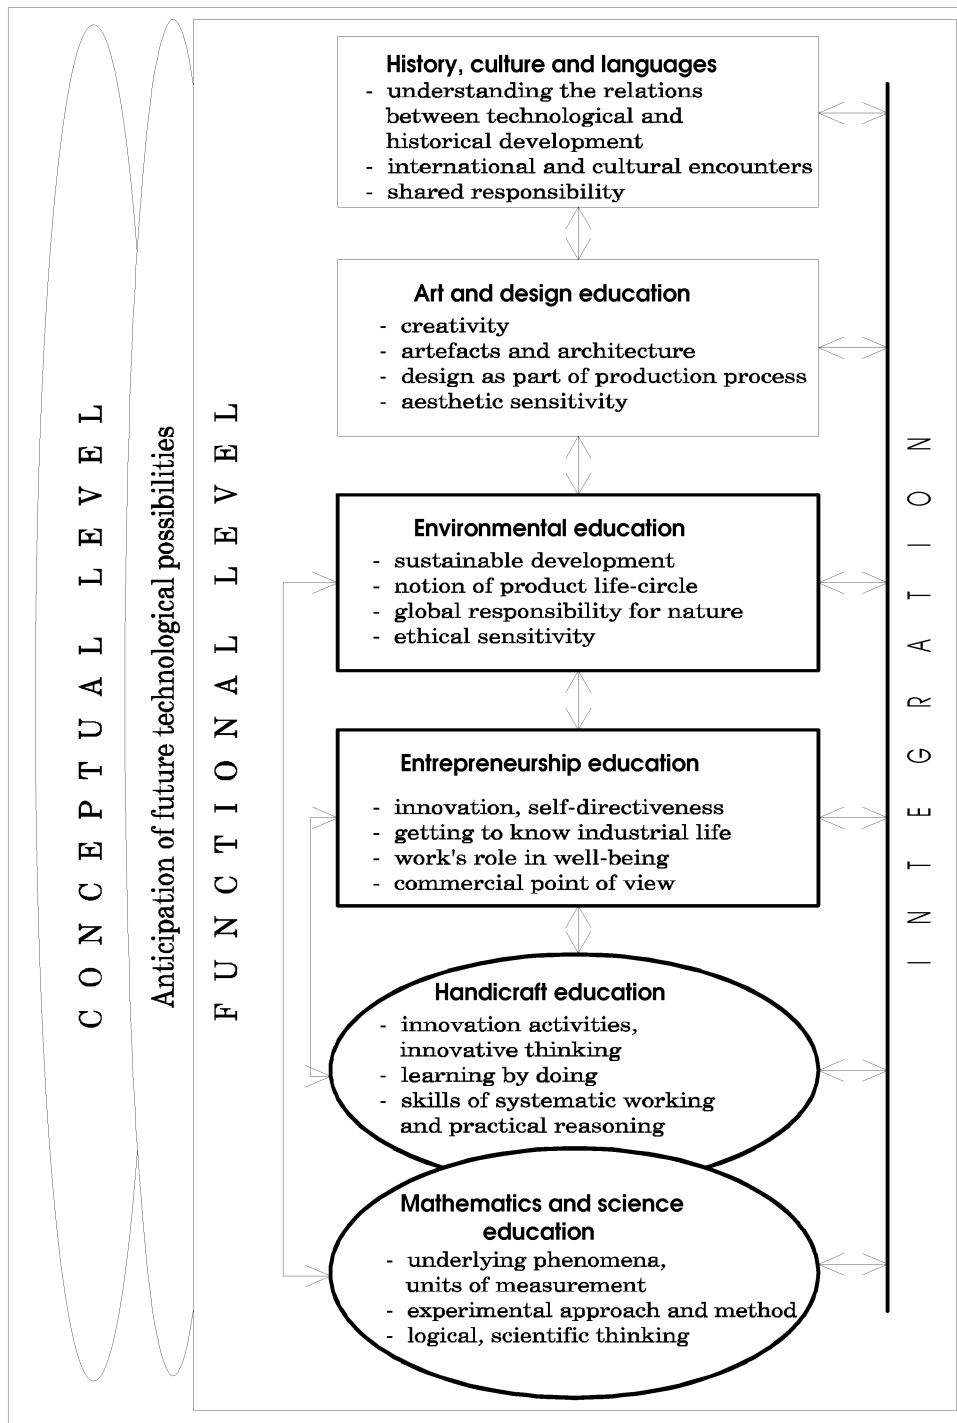 CONCEPTUAL LEVEL
Anticipation of future technological possibilities
FUNCTIONAL LEVEL
History, culture and languages
- understanding the relations
between technological and
historical development
- international and cultural encounters
- shared responsibility
Art and design education
- creativity
- artefacts and architecture
- design as part of production process
- aesthetic sensitivity
Environmental education
- sustainable development
- notion of product life-circle
- global responsibility for nature
- ethical sensitivity
Entrepreneurship education
- innovation, self-directiveness
- getting to know industrial life
- work's role in well-being
- commercial point of view
Handicraft education
- innovation activities,
innovative thinking
- learning by doing
- skills of systematic working
and practical reasoning
Mathematics and science
education
- underlying phenomena,
units of measurement
- experimental approach and method
- logical, scientific thinking
INTEGRATION